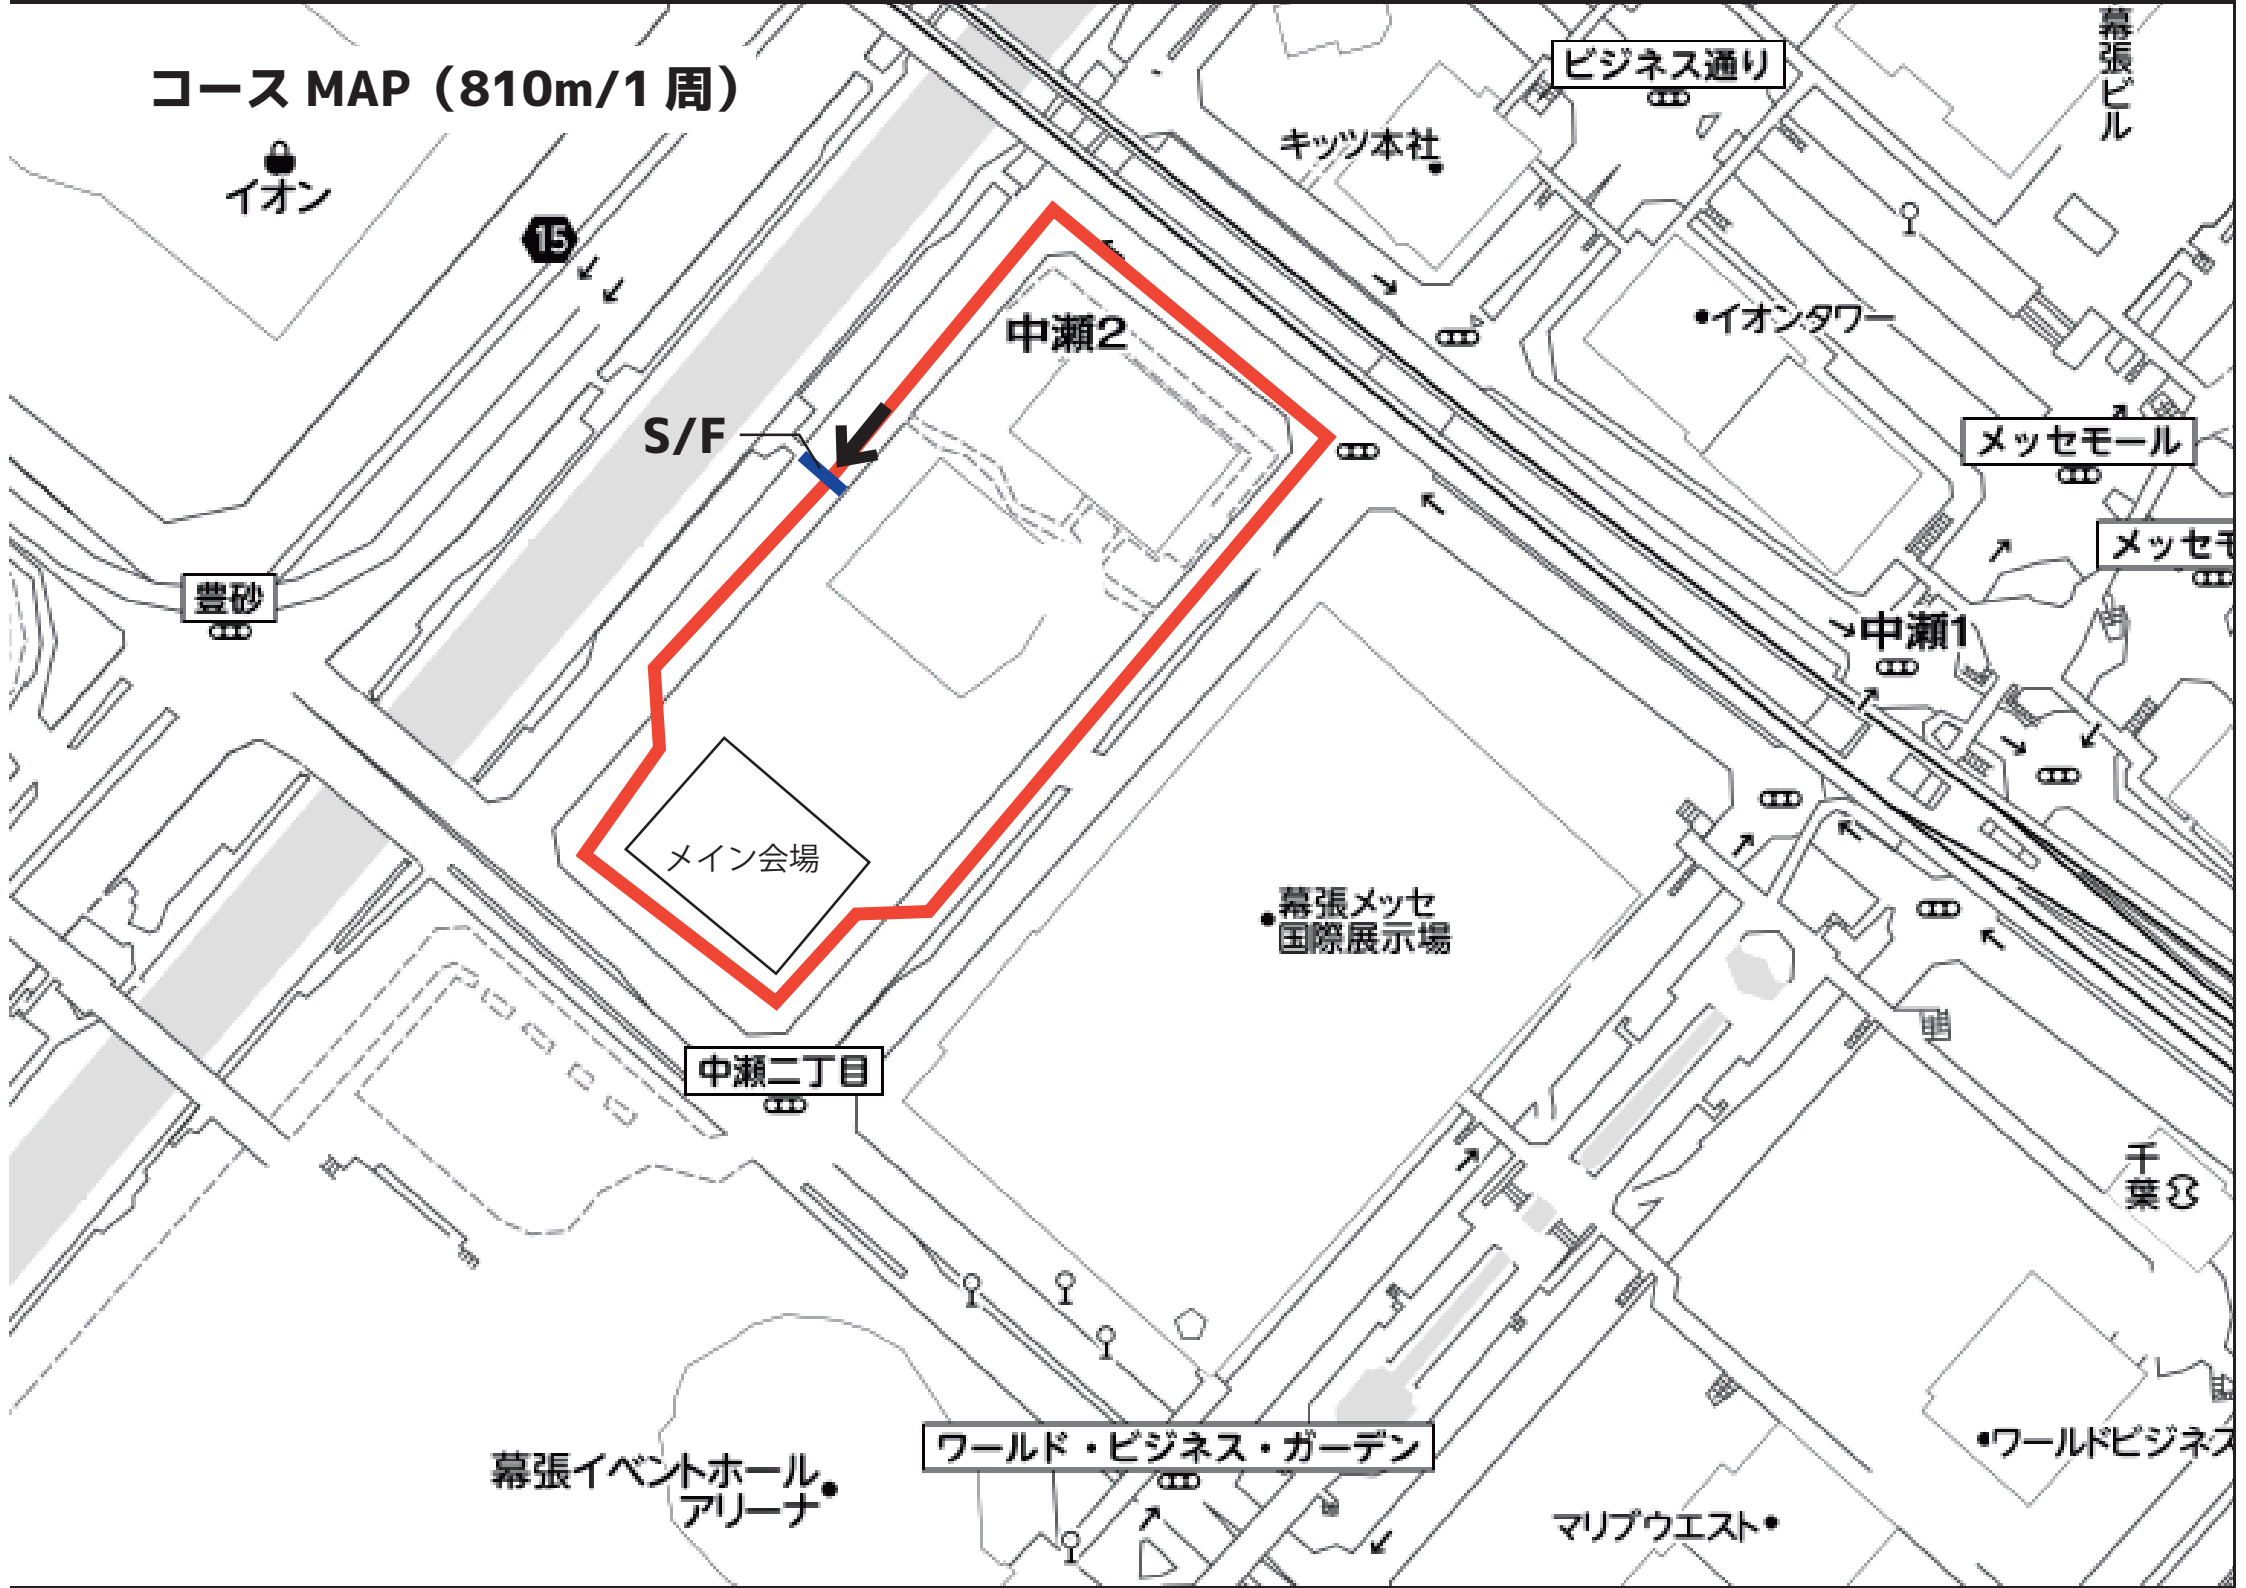 コース MAP（810m/1 周）
ビジネス通り
幕張ビル
キッツ本社
イオン
15
中瀬2
イオンタワー
S/F
メッセモール
メッセモ
豊砂
中瀬1
メイン会場
幕張メッセ
国際展示場
中瀬二丁目
千葉
ワールド・ビジネス・ガーデン
ワールドビジネス
幕張イベントホール
アリーナ
マリブウエスト